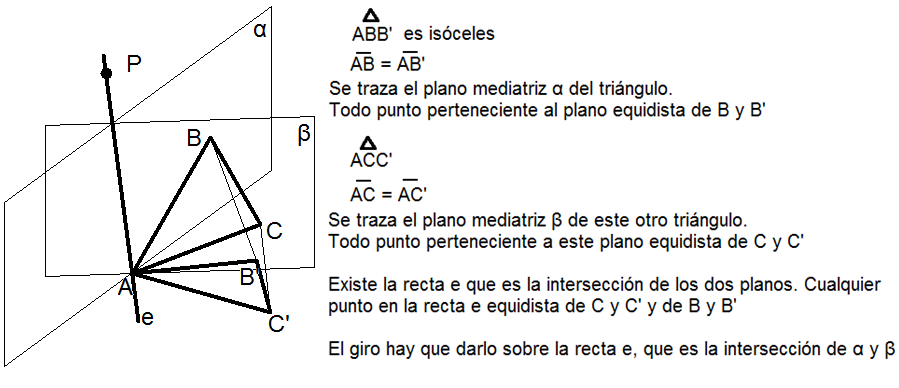 α
P
β
B
C
A
B'
C'
e
ABB' es isóceles
AB = AB'
Se traza el plano mediatriz α del triángulo.
Todo punto perteneciente al plano equidista de B y B'
ACC'
AC = AC'
Se traza el plano mediatriz β de este otro triángulo.
Todo punto perteneciente a este plano equidista de C y C'
Existe la recta e que es la intersección de los dos planos. Cualquier
punto en la recta e equidista de C y C' y de B y B'
El giro hay que darlo sobre la recta e, que es la intersección de α y β